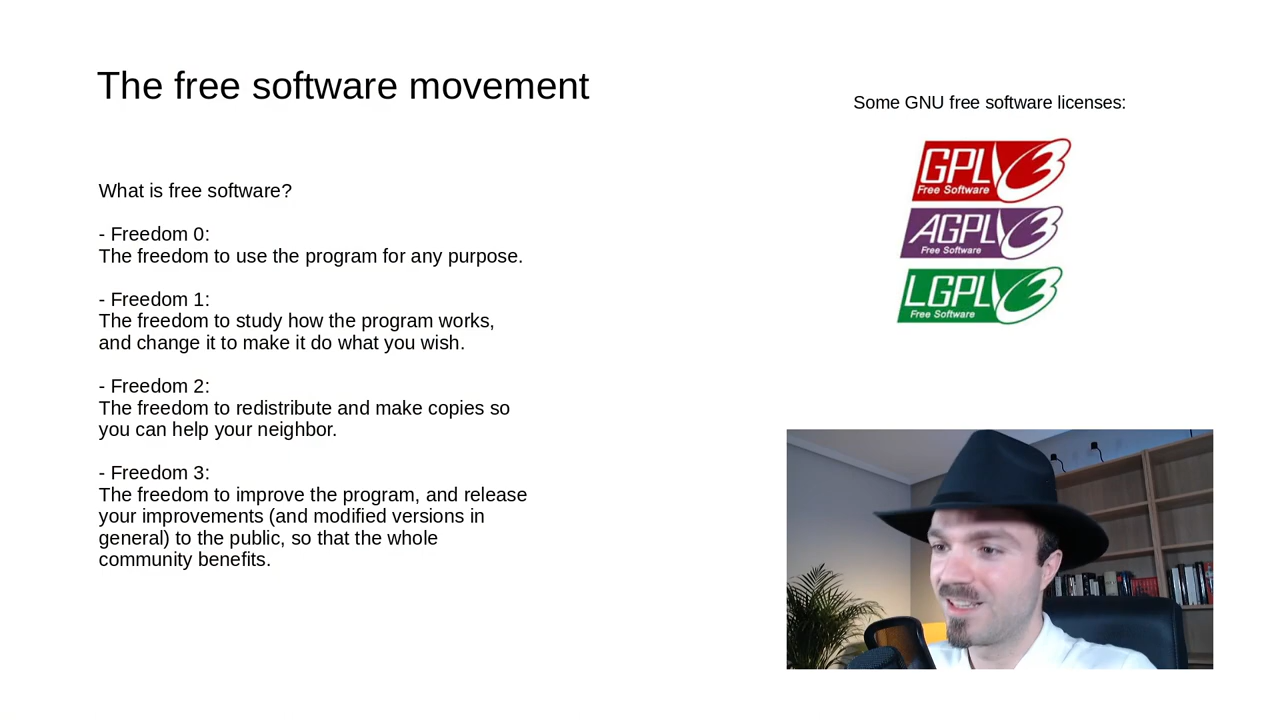 The free software movement
What is free software?
- Freedom 0:
The freedom to use the program for any purpose.
- Freedom 1:
The freedom to study how the program works,
and change it to make it do what you wish.
- Freedom 2:
The freedom to redistribute and make copies so
you can help your neighbor.
- Freedom 3:
The freedom to improve the program, and release
your improvements (and modified versions in
general) to the public, so that the whole
community benefits.
Some GNU free software licenses:
GPLv3
Free Software
AGPLv3
Free Software
LGPLv3
Free Software